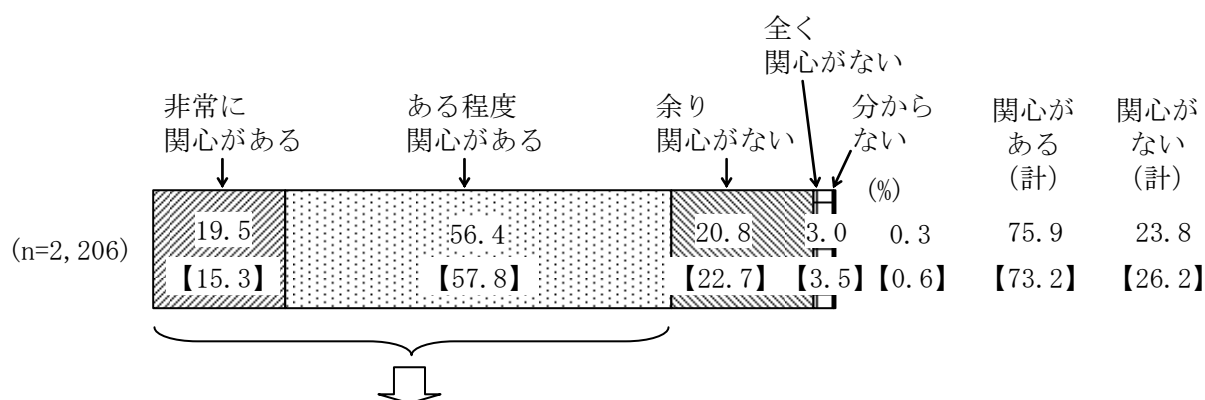 全く
関心がない
非常に
関心がある
ある程度
関心がある
余り
関心がない
分から
ない
関心が
ある
(計)
関心が
ない
(計)
(%)
(n=2,206)
19.5 56.4 20.8 3.0 0.3 75.9 23.8
【15.3】 【57.8】 【22.7】 【3.5】 【0.6】 【73.2】 【26.2】